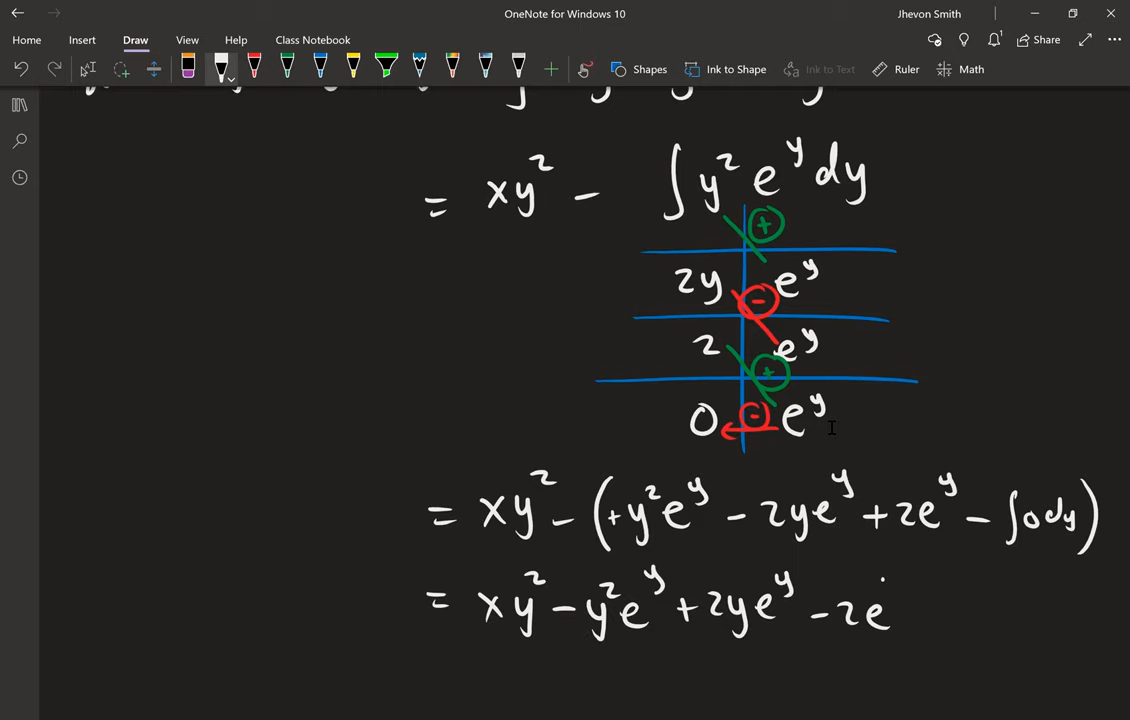 OneNote for Windows 10
Jhevon Smith
Home Insert Draw View Help Class Notebook Share
Shapes Ink to Shape Ink to Text Ruler Math
= xy² - ∫ y² e^y dy
+
2y e^y
-
2 e^y
+
0 - e^y
= xy² - (+y²e^y - 2ye^y + 2e^y - ∫0dy)
= xy² - y²e^y + 2ye^y - 2e